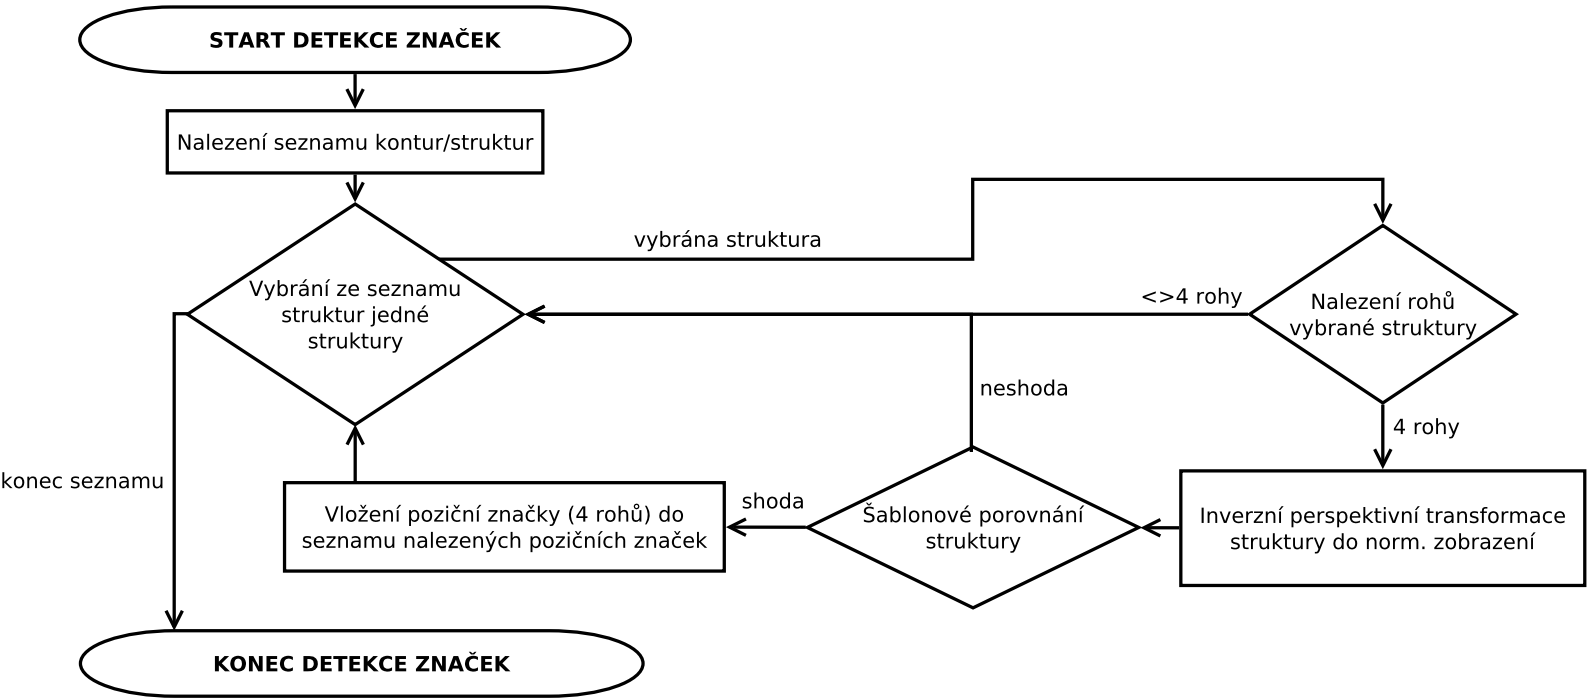 START DETEKCE ZNAČEK
Nalezení seznamu kontur/struktur
vybrána struktura
Vybrání ze seznamu
struktur jedné
struktury
<>4 rohy
Nalezení rohů
vybrané struktury
neshoda
4 rohy
konec seznamu
Vložení poziční značky (4 rohů) do
seznamu nalezených pozičních značek
shoda
Šablonové porovnání
struktury
Inverzní perspektivní transformace
struktury do norm. zobrazení
KONEC DETEKCE ZNAČEK